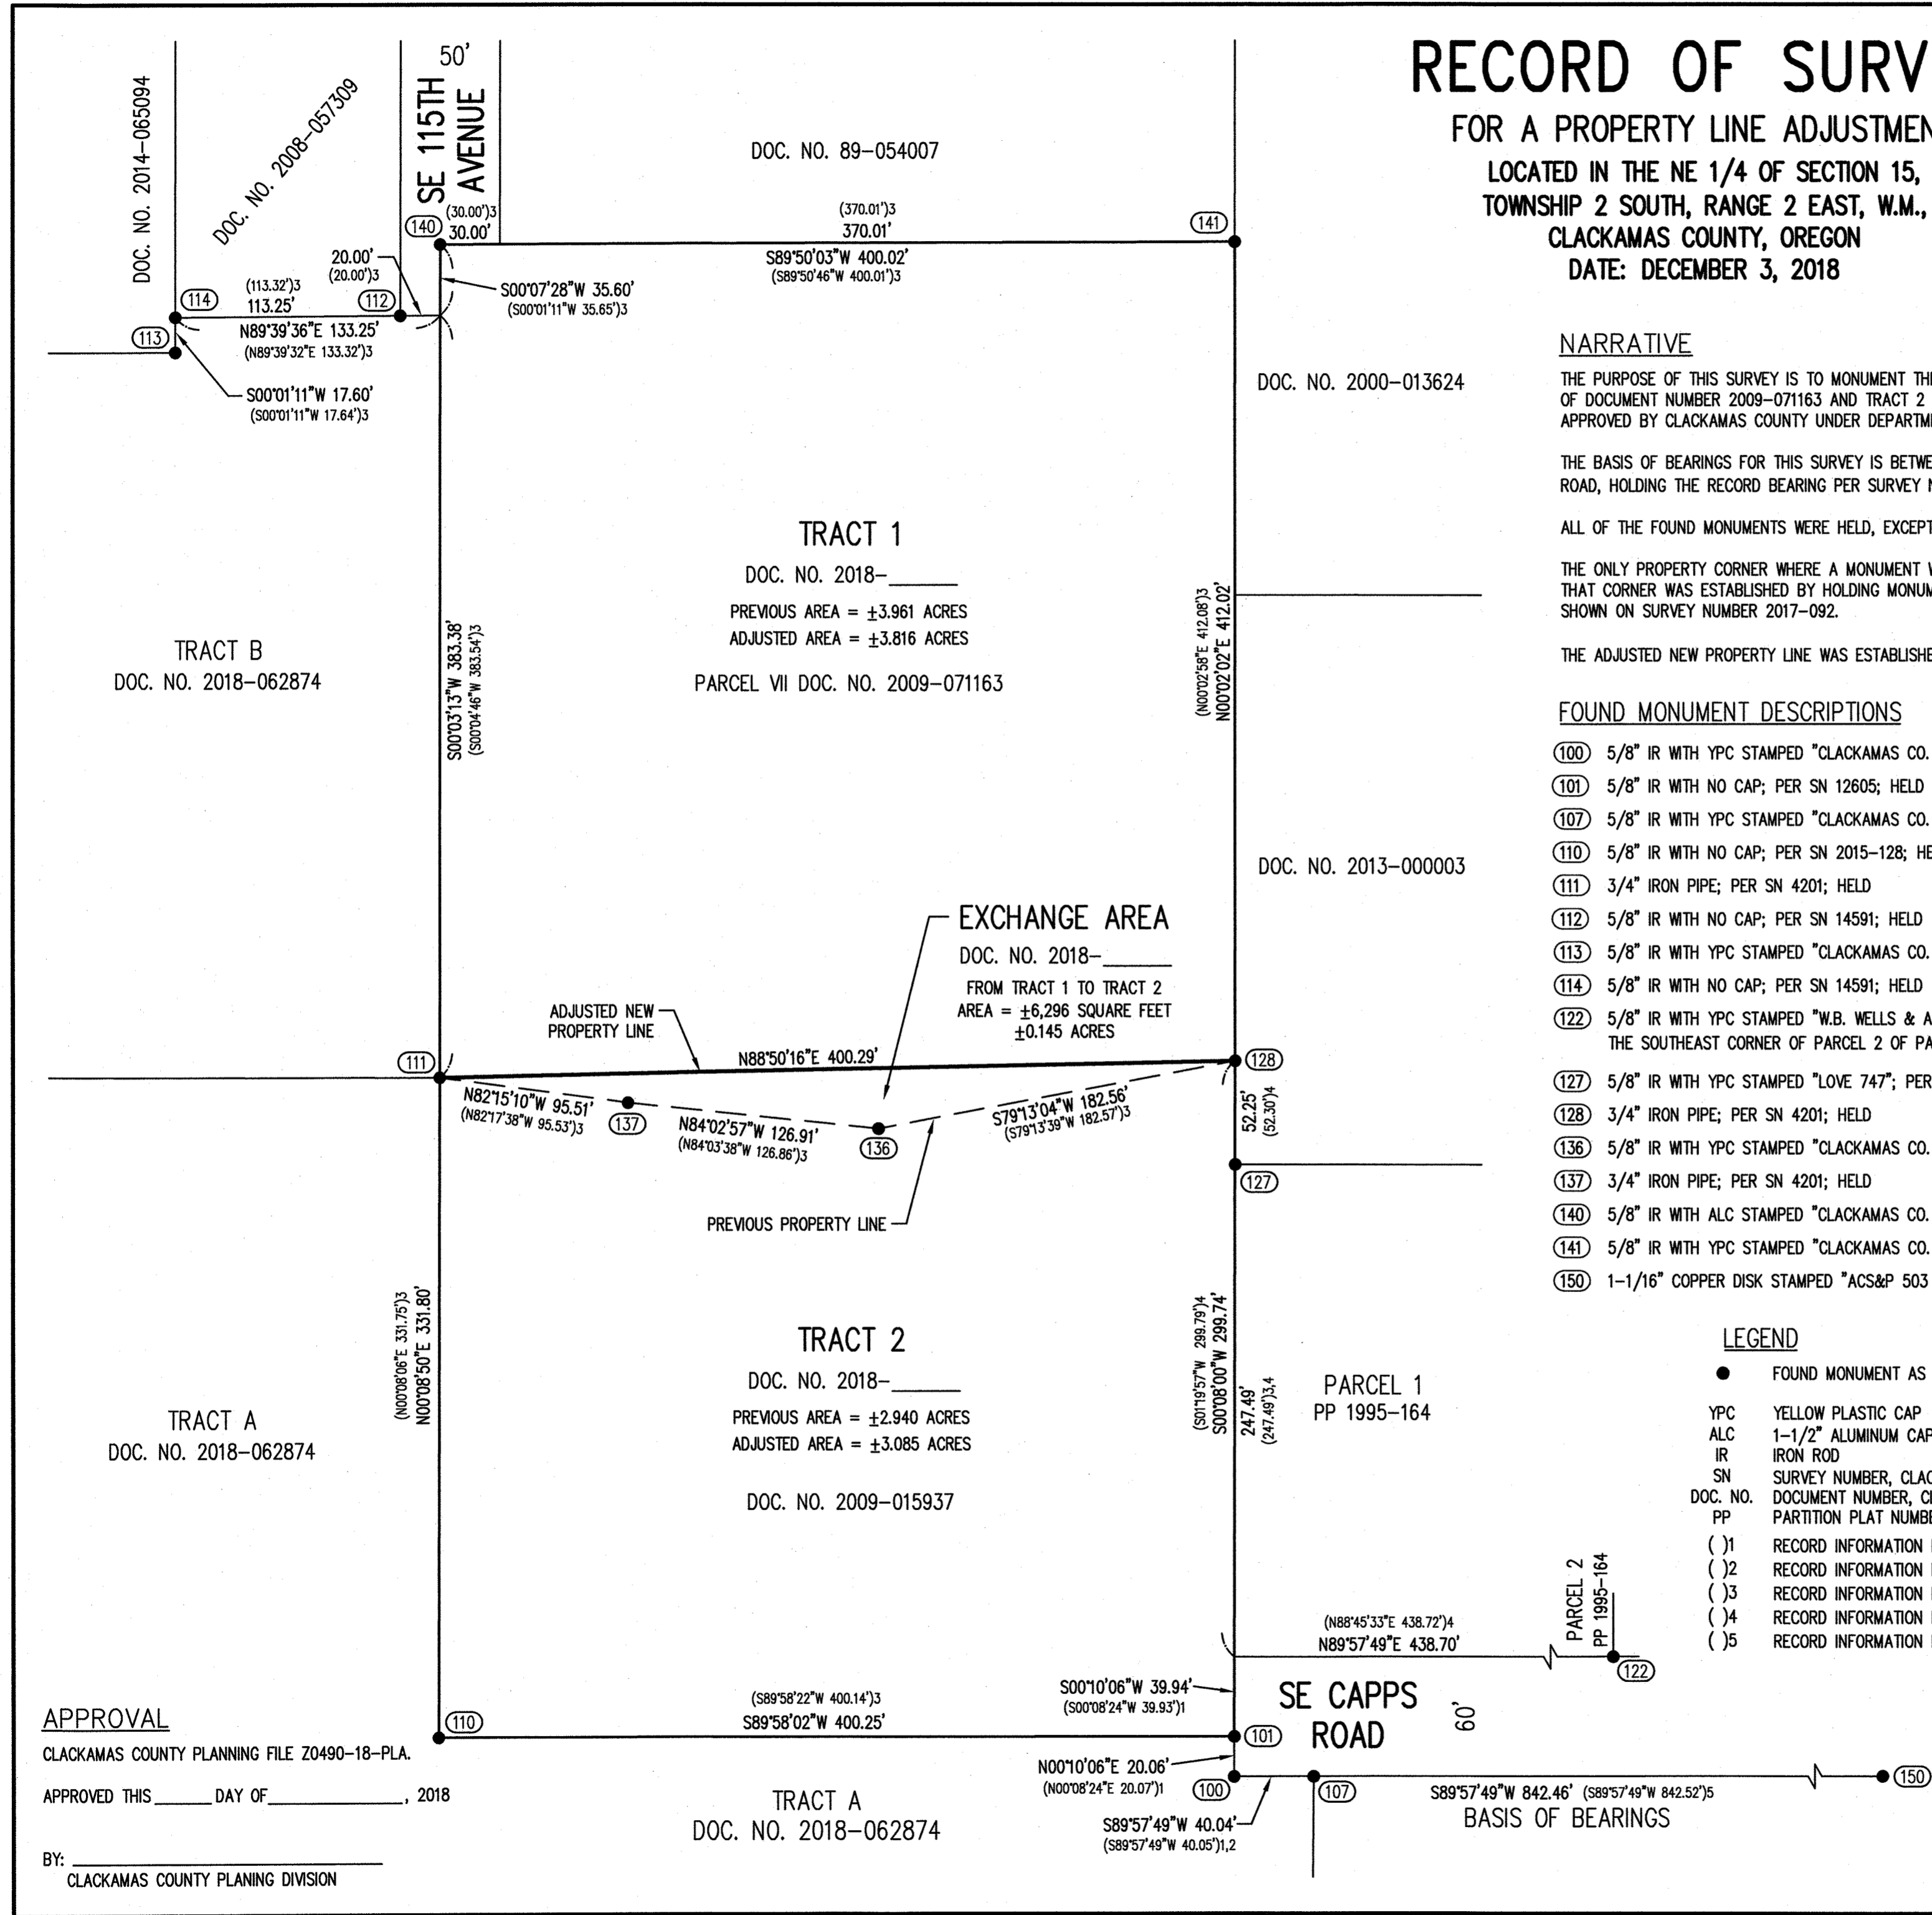 RECORD OF SURV
FOR A PROPERTY LINE ADJUSTMEN
LOCATED IN THE NE 1/4 OF SECTION 15,
TOWNSHIP 2 SOUTH, RANGE 2 EAST, W.M.,
CLACKAMAS COUNTY, OREGON
DATE: DECEMBER 3, 2018
DOC. NO. 2014-065094
DOC. NO. 2008-057309
50'
SE 115TH
AVENUE
DOC. NO. 89-054007
140
(30.00')3
30.00'
(370.01')3
370.01'
141
S89°50'03"W 400.02'
(S89°50'46"W 400.01')3
20.00'
(20.00')3
S00°07'28"W 35.60'
(S00°01'11"W 35.65')3
114
(113.32')3
113.25'
112
113
N89°39'36"E 133.25'
(N89°39'32"E 133.32')3
S00°01'11"W 17.60'
(S00°01'11"W 17.64')3
DOC. NO. 2000-013624
TRACT 1
DOC. NO. 2018-______
PREVIOUS AREA = ±3.961 ACRES
ADJUSTED AREA = ±3.816 ACRES
PARCEL VII DOC. NO. 2009-071163
TRACT B
DOC. NO. 2018-062874
S00°03'13"W 383.38'
(S00°04'46"W 383.54')3
(N00°02'58"E 412.08')3
N00°02'02"E 412.02'
DOC. NO. 2013-000003
EXCHANGE AREA
DOC. NO. 2018-______
FROM TRACT 1 TO TRACT 2
AREA = ±6,296 SQUARE FEET
±0.145 ACRES
ADJUSTED NEW
PROPERTY LINE
111
N88°50'16"E 400.29'
128
N82°15'10"W 95.51'
(N82°17'38"W 95.53')3
137
N84°02'57"W 126.91'
(N84°03'38"W 126.86')3
136
S79°13'04"W 182.56'
(S79°13'39"W 182.57')3
52.25'
(52.30')4
127
PREVIOUS PROPERTY LINE
(N00°08'06"E 331.75')3
N00°08'50"E 331.80'
TRACT 2
DOC. NO. 2018-______
PREVIOUS AREA = ±2.940 ACRES
ADJUSTED AREA = ±3.085 ACRES
DOC. NO. 2009-015937
TRACT A
DOC. NO. 2018-062874
(S01°19'57"W 299.79')4
S00°08'00"W 299.74'
247.49'
(247.49')3,4
PARCEL 1
PP 1995-164
PARCEL 2
PP 1995-164
(N88°45'33"E 438.72')4
N89°57'49"E 438.70'
122
S00°10'06"W 39.94'
(S00°08'24"W 39.93')1
SE CAPPS
ROAD
60'
110
(S89°58'22"W 400.14')3
S89°58'02"W 400.25'
101
N00°10'06"E 20.06'
(N00°08'24"E 20.07')1
100
107
S89°57'49"W 842.46' (S89°57'49"W 842.52')5
150
BASIS OF BEARINGS
S89°57'49"W 40.04'
(S89°57'49"W 40.05')1,2
TRACT A
DOC. NO. 2018-062874
APPROVAL
CLACKAMAS COUNTY PLANNING FILE Z0490-18-PLA.
APPROVED THIS ______ DAY OF______________, 2018
BY: ________________
CLACKAMAS COUNTY PLANING DIVISION
NARRATIVE
THE PURPOSE OF THIS SURVEY IS TO MONUMENT TH
OF DOCUMENT NUMBER 2009-071163 AND TRACT 2
APPROVED BY CLACKAMAS COUNTY UNDER DEPARTM
THE BASIS OF BEARINGS FOR THIS SURVEY IS BETWE
ROAD, HOLDING THE RECORD BEARING PER SURVEY N
ALL OF THE FOUND MONUMENTS WERE HELD, EXCEPT
THE ONLY PROPERTY CORNER WHERE A MONUMENT W
THAT CORNER WAS ESTABLISHED BY HOLDING MONUM
SHOWN ON SURVEY NUMBER 2017-092.
THE ADJUSTED NEW PROPERTY LINE WAS ESTABLISHE
FOUND MONUMENT DESCRIPTIONS
100 5/8" IR WITH YPC STAMPED "CLACKAMAS CO.
101 5/8" IR WITH NO CAP; PER SN 12605; HELD
107 5/8" IR WITH YPC STAMPED "CLACKAMAS CO.
110 5/8" IR WITH NO CAP; PER SN 2015-128; HE
111 3/4" IRON PIPE; PER SN 4201; HELD
112 5/8" IR WITH NO CAP; PER SN 14591; HELD
113 5/8" IR WITH YPC STAMPED "CLACKAMAS CO.
114 5/8" IR WITH NO CAP; PER SN 14591; HELD
122 5/8" IR WITH YPC STAMPED "W.B. WELLS & A
THE SOUTHEAST CORNER OF PARCEL 2 OF PA
127 5/8" IR WITH YPC STAMPED "LOVE 747"; PER
128 3/4" IRON PIPE; PER SN 4201; HELD
136 5/8" IR WITH YPC STAMPED "CLACKAMAS CO.
137 3/4" IRON PIPE; PER SN 4201; HELD
140 5/8" IR WITH ALC STAMPED "CLACKAMAS CO.
141 5/8" IR WITH YPC STAMPED "CLACKAMAS CO.
150 1-1/16" COPPER DISK STAMPED "ACS&P 503
LEGEND
● FOUND MONUMENT AS
YPC YELLOW PLASTIC CAP
ALC 1-1/2" ALUMINUM CAP
IR IRON ROD
SN SURVEY NUMBER, CLAC
DOC. NO. DOCUMENT NUMBER, CL
PP PARTITION PLAT NUMBE
( )1 RECORD INFORMATION
( )2 RECORD INFORMATION
( )3 RECORD INFORMATION
( )4 RECORD INFORMATION
( )5 RECORD INFORMATION